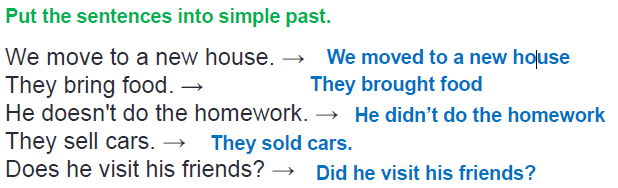 Put the sentences into simple past.
We move to a new house. → We moved to a new house
They bring food. → They brought food
He doesn't do the homework. → He didn’t do the homework
They sell cars. → They sold cars.
Does he visit his friends? → Did he visit his friends?